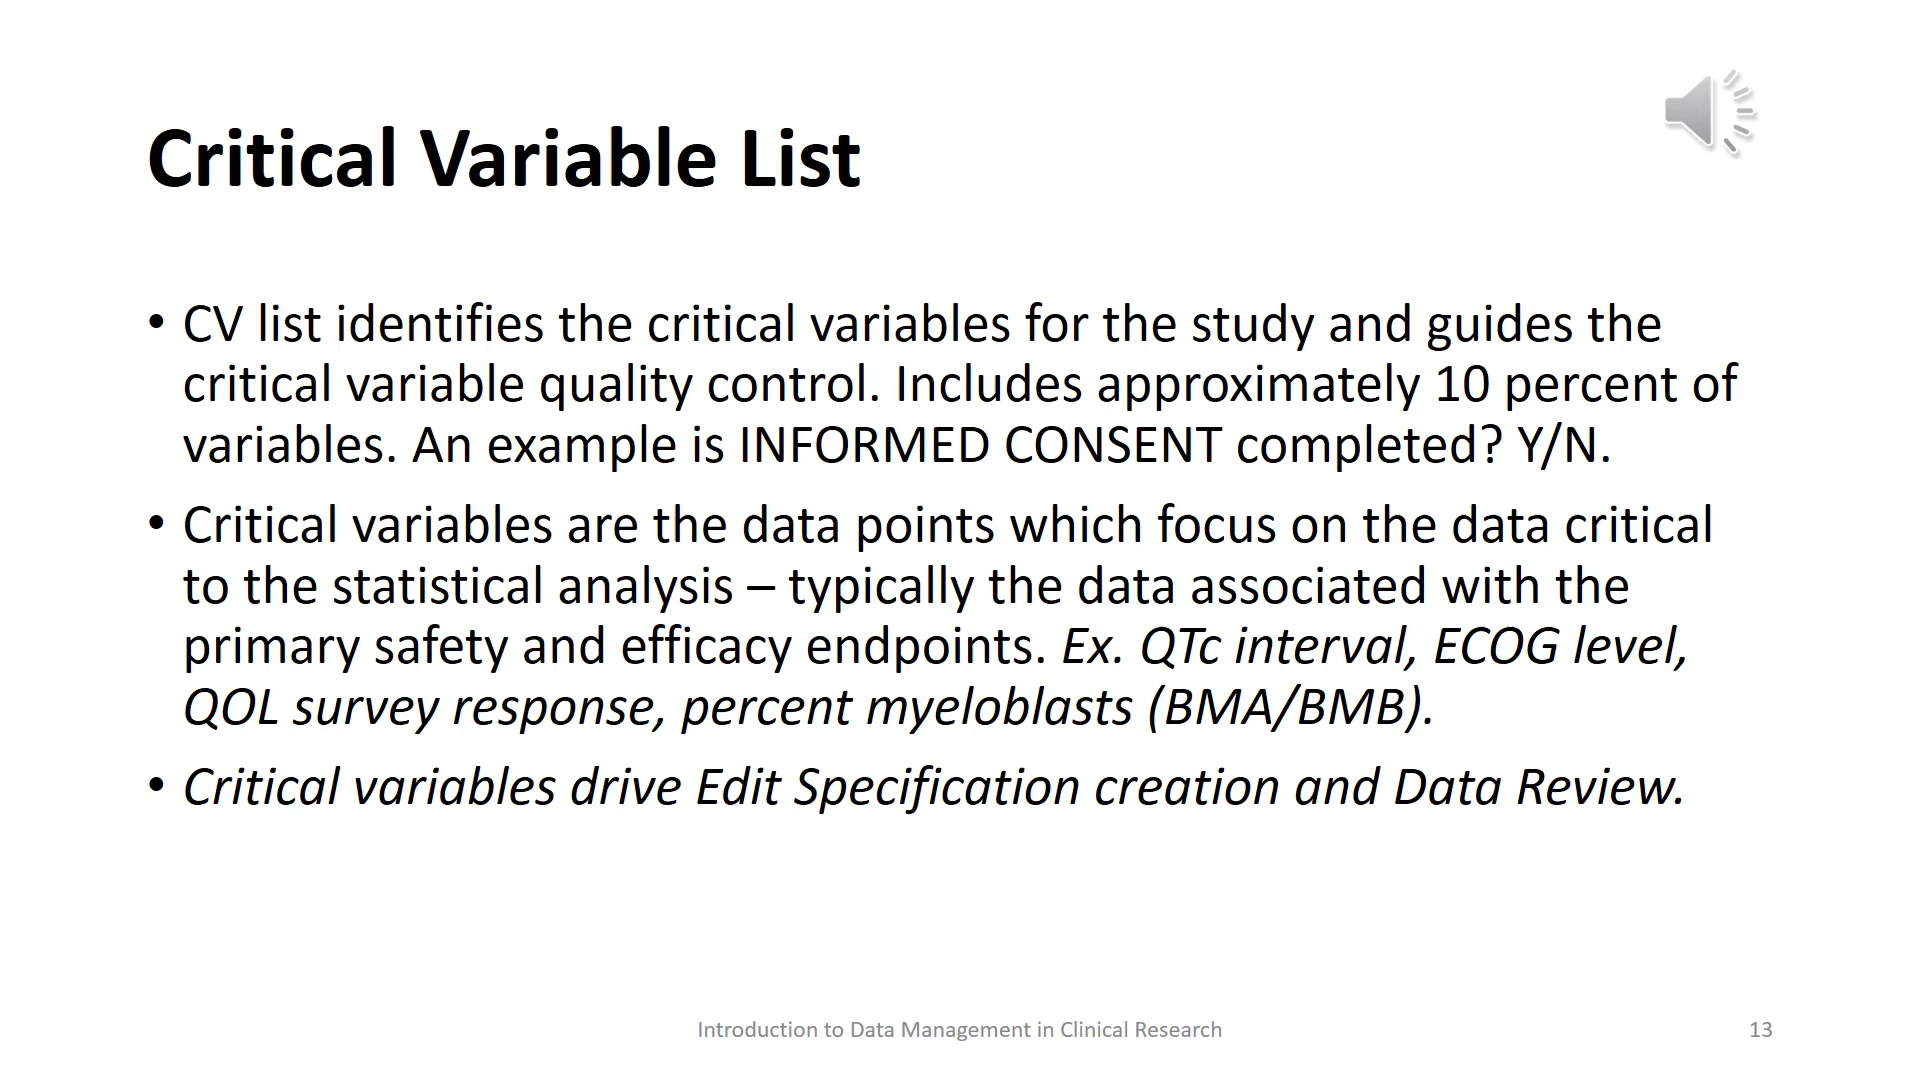 Critical Variable List
• CV list identifies the critical variables for the study and guides the
critical variable quality control. Includes approximately 10 percent of
variables. An example is INFORMED CONSENT completed? Y/N.
• Critical variables are the data points which focus on the data critical
to the statistical analysis – typically the data associated with the
primary safety and efficacy endpoints. Ex. QTc interval, ECOG level,
QOL survey response, percent myeloblasts (BMA/BMB).
• Critical variables drive Edit Specification creation and Data Review.
Introduction to Data Management in Clinical Research
13